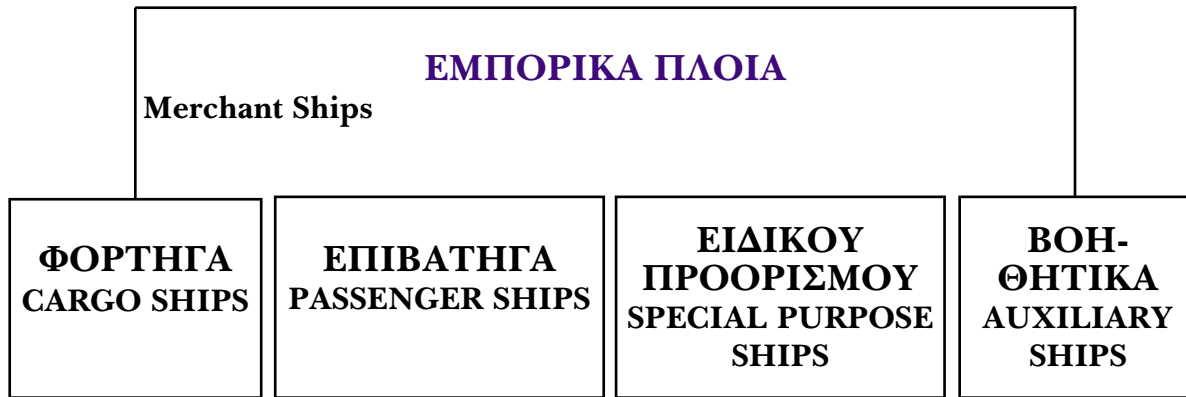 ΕΜΠΟΡΙΚΑ ΠΛΟΙΑ
Merchant Ships
ΦΟΡΤΗΓΑ
CARGO SHIPS
ΕΠΙΒΑΤΗΓΑ
PASSENGER SHIPS
ΕΙΔΙΚΟΥ
ΠΡΟΟΡΙΣΜΟΥ
SPECIAL PURPOSE
SHIPS
ΒΟΗ-
ΘΗΤΙΚΑ
AUXILIARY
SHIPS